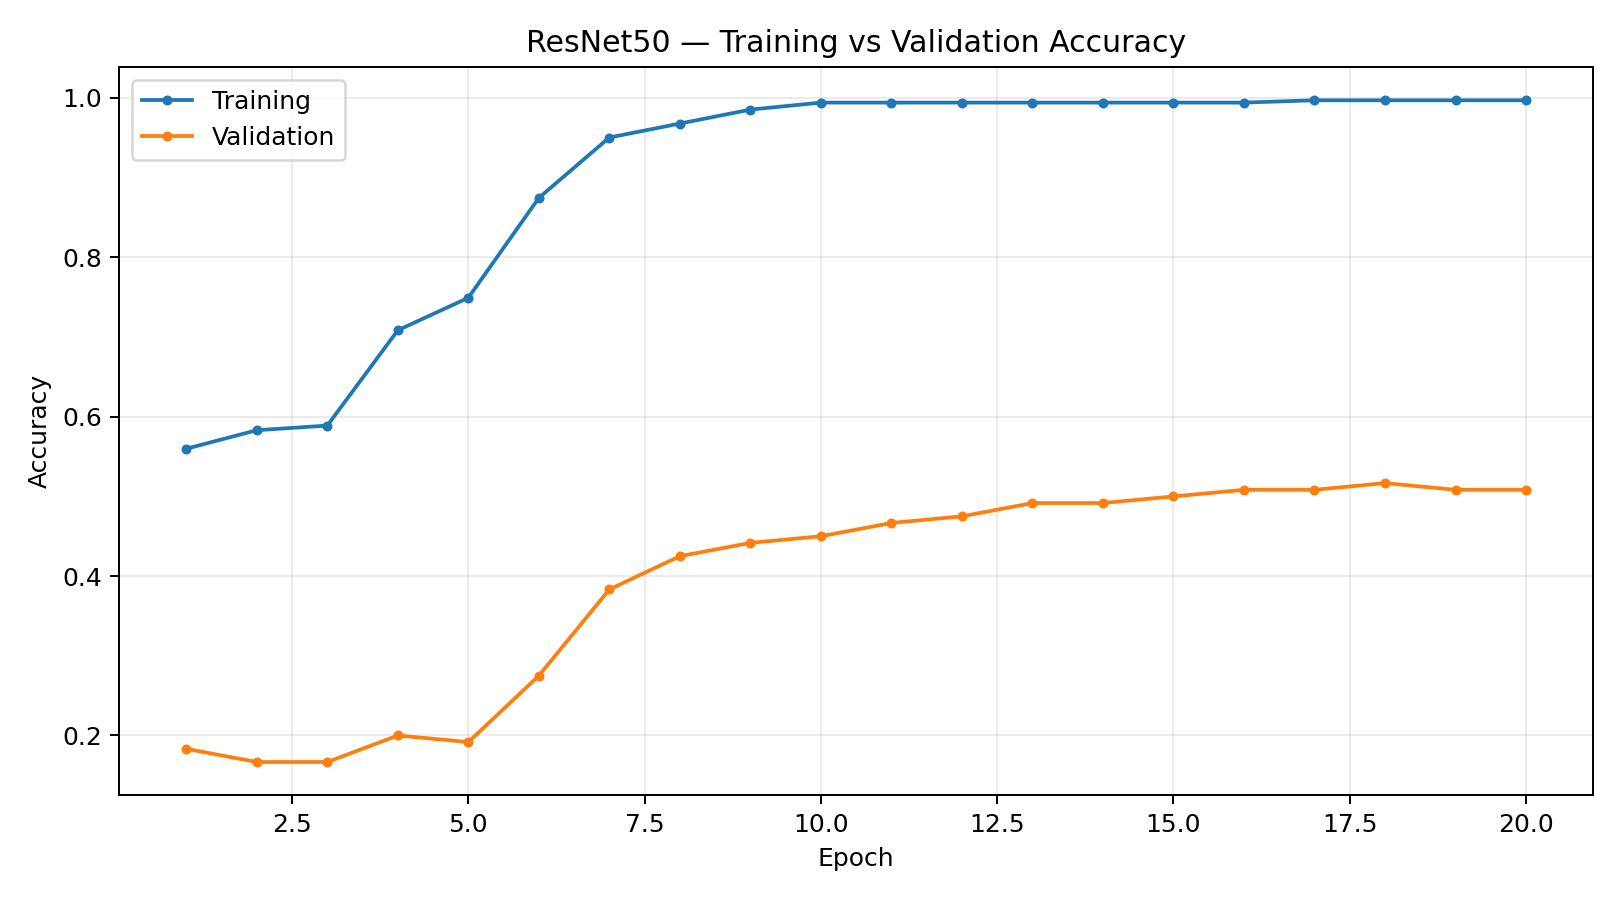 ResNet50 — Training vs Validation Accuracy
Training
Validation
1.0
0.8
0.6
0.4
0.2
Accuracy
2.5 5.0 7.5 10.0 12.5 15.0 17.5 20.0
Epoch